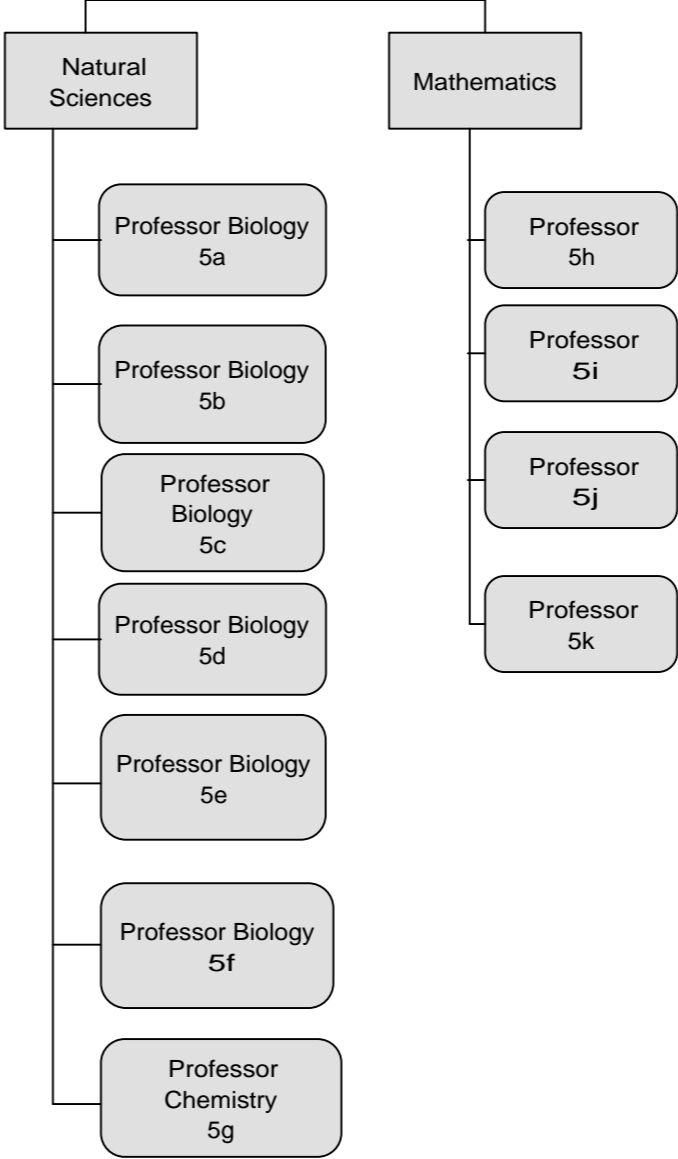 Natural
Sciences
Professor Biology
5a
Professor Biology
5b
Professor
Biology
5c
Professor Biology
5d
Professor Biology
5e
Professor Biology
5f
Professor
Chemistry
5g
Mathematics
Professor
5h
Professor
5i
Professor
5j
Professor
5k